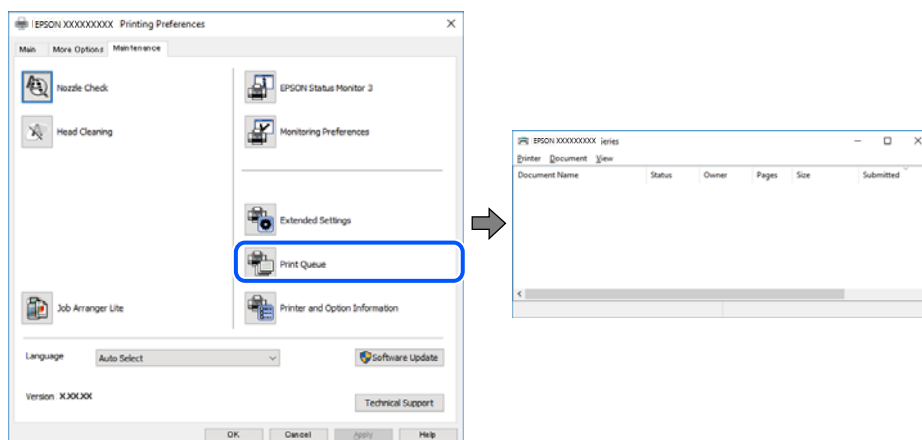 EPSON XXXXXXXXX Printing Preferences
Main More Options Maintenance
Nozzle Check
EPSON Status Monitor 3
Head Cleaning
Monitoring Preferences
Extended Settings
Print Queue
Job Arranger Lite
Printer and Option Information
Language Auto Select
Software Update
Version X.XX.XX
Technical Support
OK Cancel Apply Help
EPSON XXXXXXXXX ieries
Printer Document View
Document Name Status Owner Pages Size Submitted